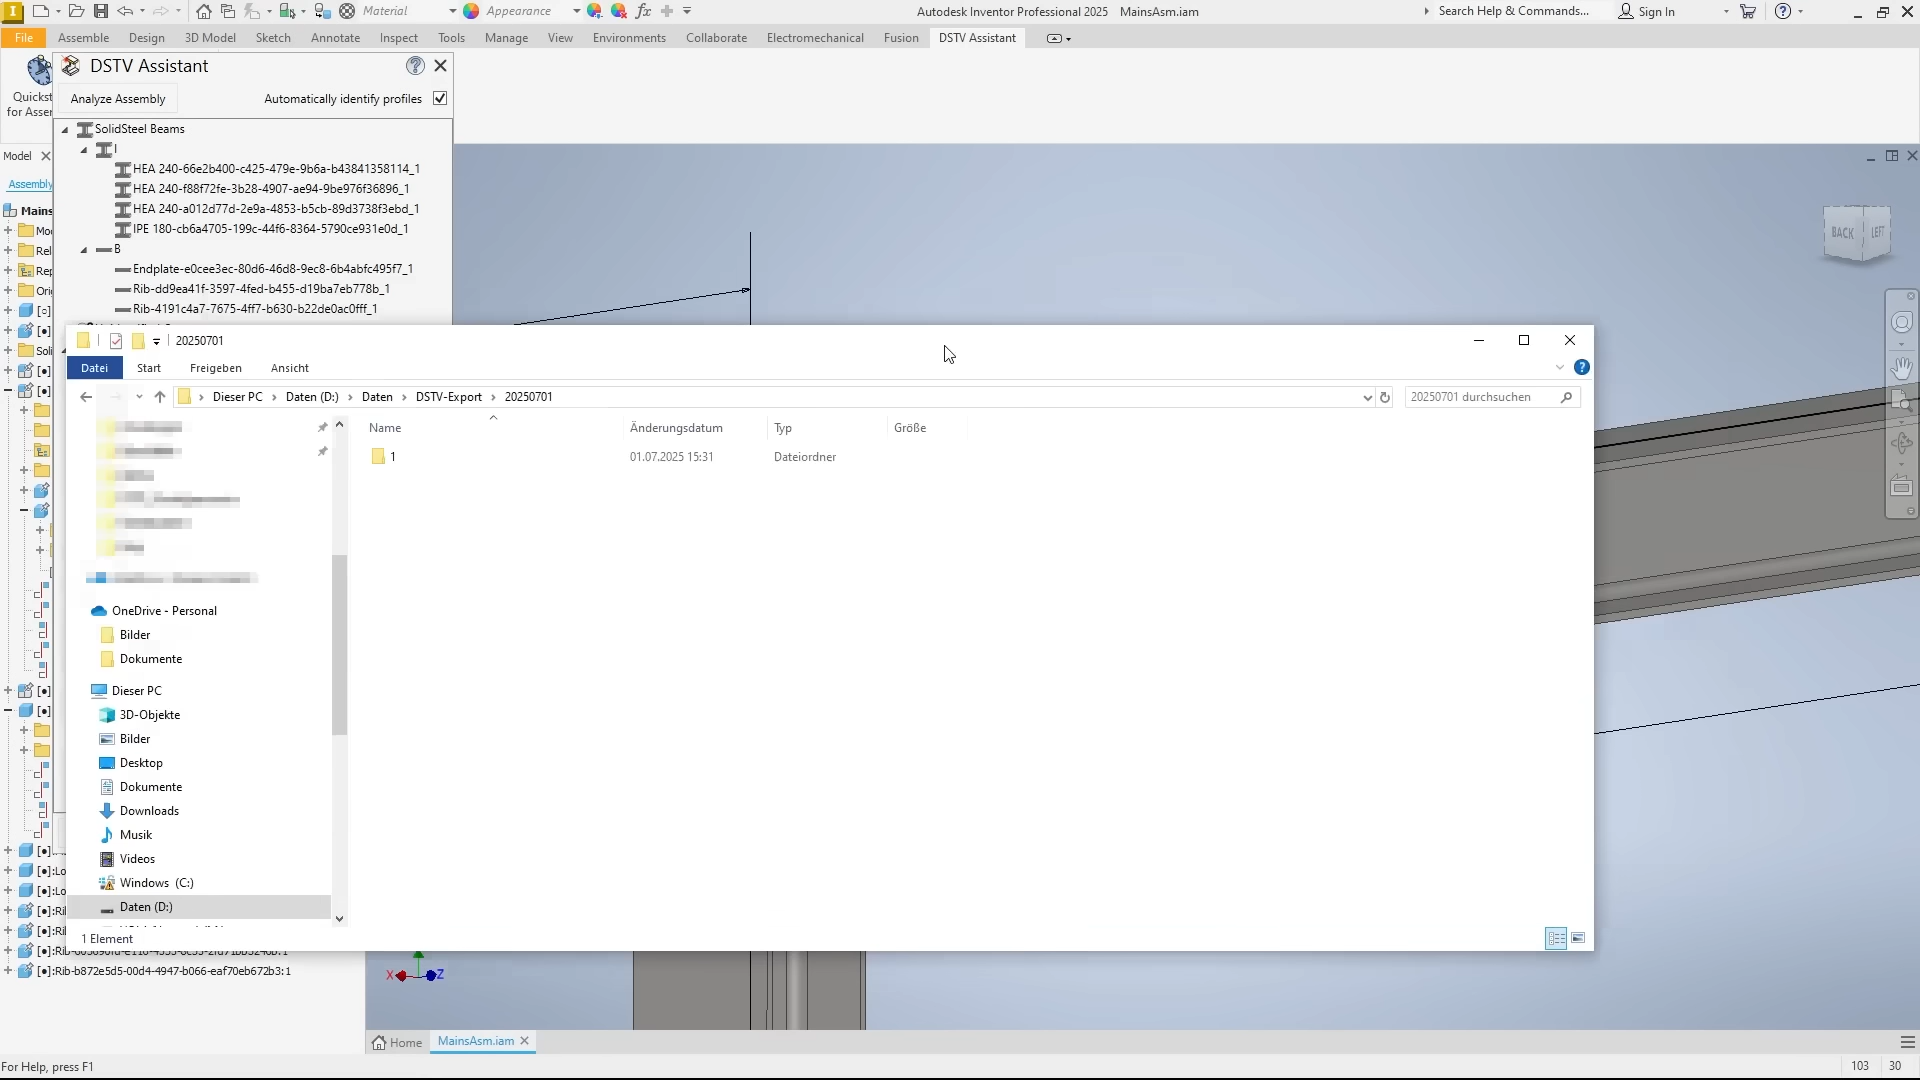 Material
Appearance
Autodesk Inventor Professional 2025 MainsAsm.iam
Search Help & Commands...
Sign In
File Assemble Design 3D Model Sketch Annotate Inspect Tools Manage View Environments Collaborate Electromechanical Fusion DSTV Assistant
DSTV Assistant
Analyze Assembly
Automatically identify profiles
SolidSteel Beams
I
HEA 240-66e2b400-c425-479e-9b6a-b43841358114_1
HEA 240-f88f72fe-3b28-4907-ae94-9be976f36896_1
HEA 240-a012d77d-2e9a-4853-b5cb-89d3738f3ebd_1
IPE 180-cb6a4705-199c-44f6-8364-5790ce931e0d_1
B
Endplate-e0cee3ec-80d6-46d8-9ec8-6b4abfc495f7_1
Rib-dd9ea41f-3597-4fed-b455-d19ba7eb778b_1
Rib-4191c4a7-7675-4ff7-b630-b22de0ac0fff_1
Model
BACK LEFT
20250701
Datei Start Freigeben Ansicht
Dieser PC Daten (D:) Daten DSTV-Export 20250701
20250701 durchsuchen
Name Änderungsdatum Typ Größe
1 01.07.2025 15:31 Dateiordner
OneDrive - Personal
Bilder
Dokumente
Dieser PC
3D-Objekte
Bilder
Desktop
Dokumente
Downloads
Musik
Videos
Windows (C:)
Daten (D:)
1 Element
[●]:Rib-b872e5d5-00d4-4947-b066-eaf70eb672b3:1
X Z
Home MainsAsm.iam
For Help, press F1
103 30